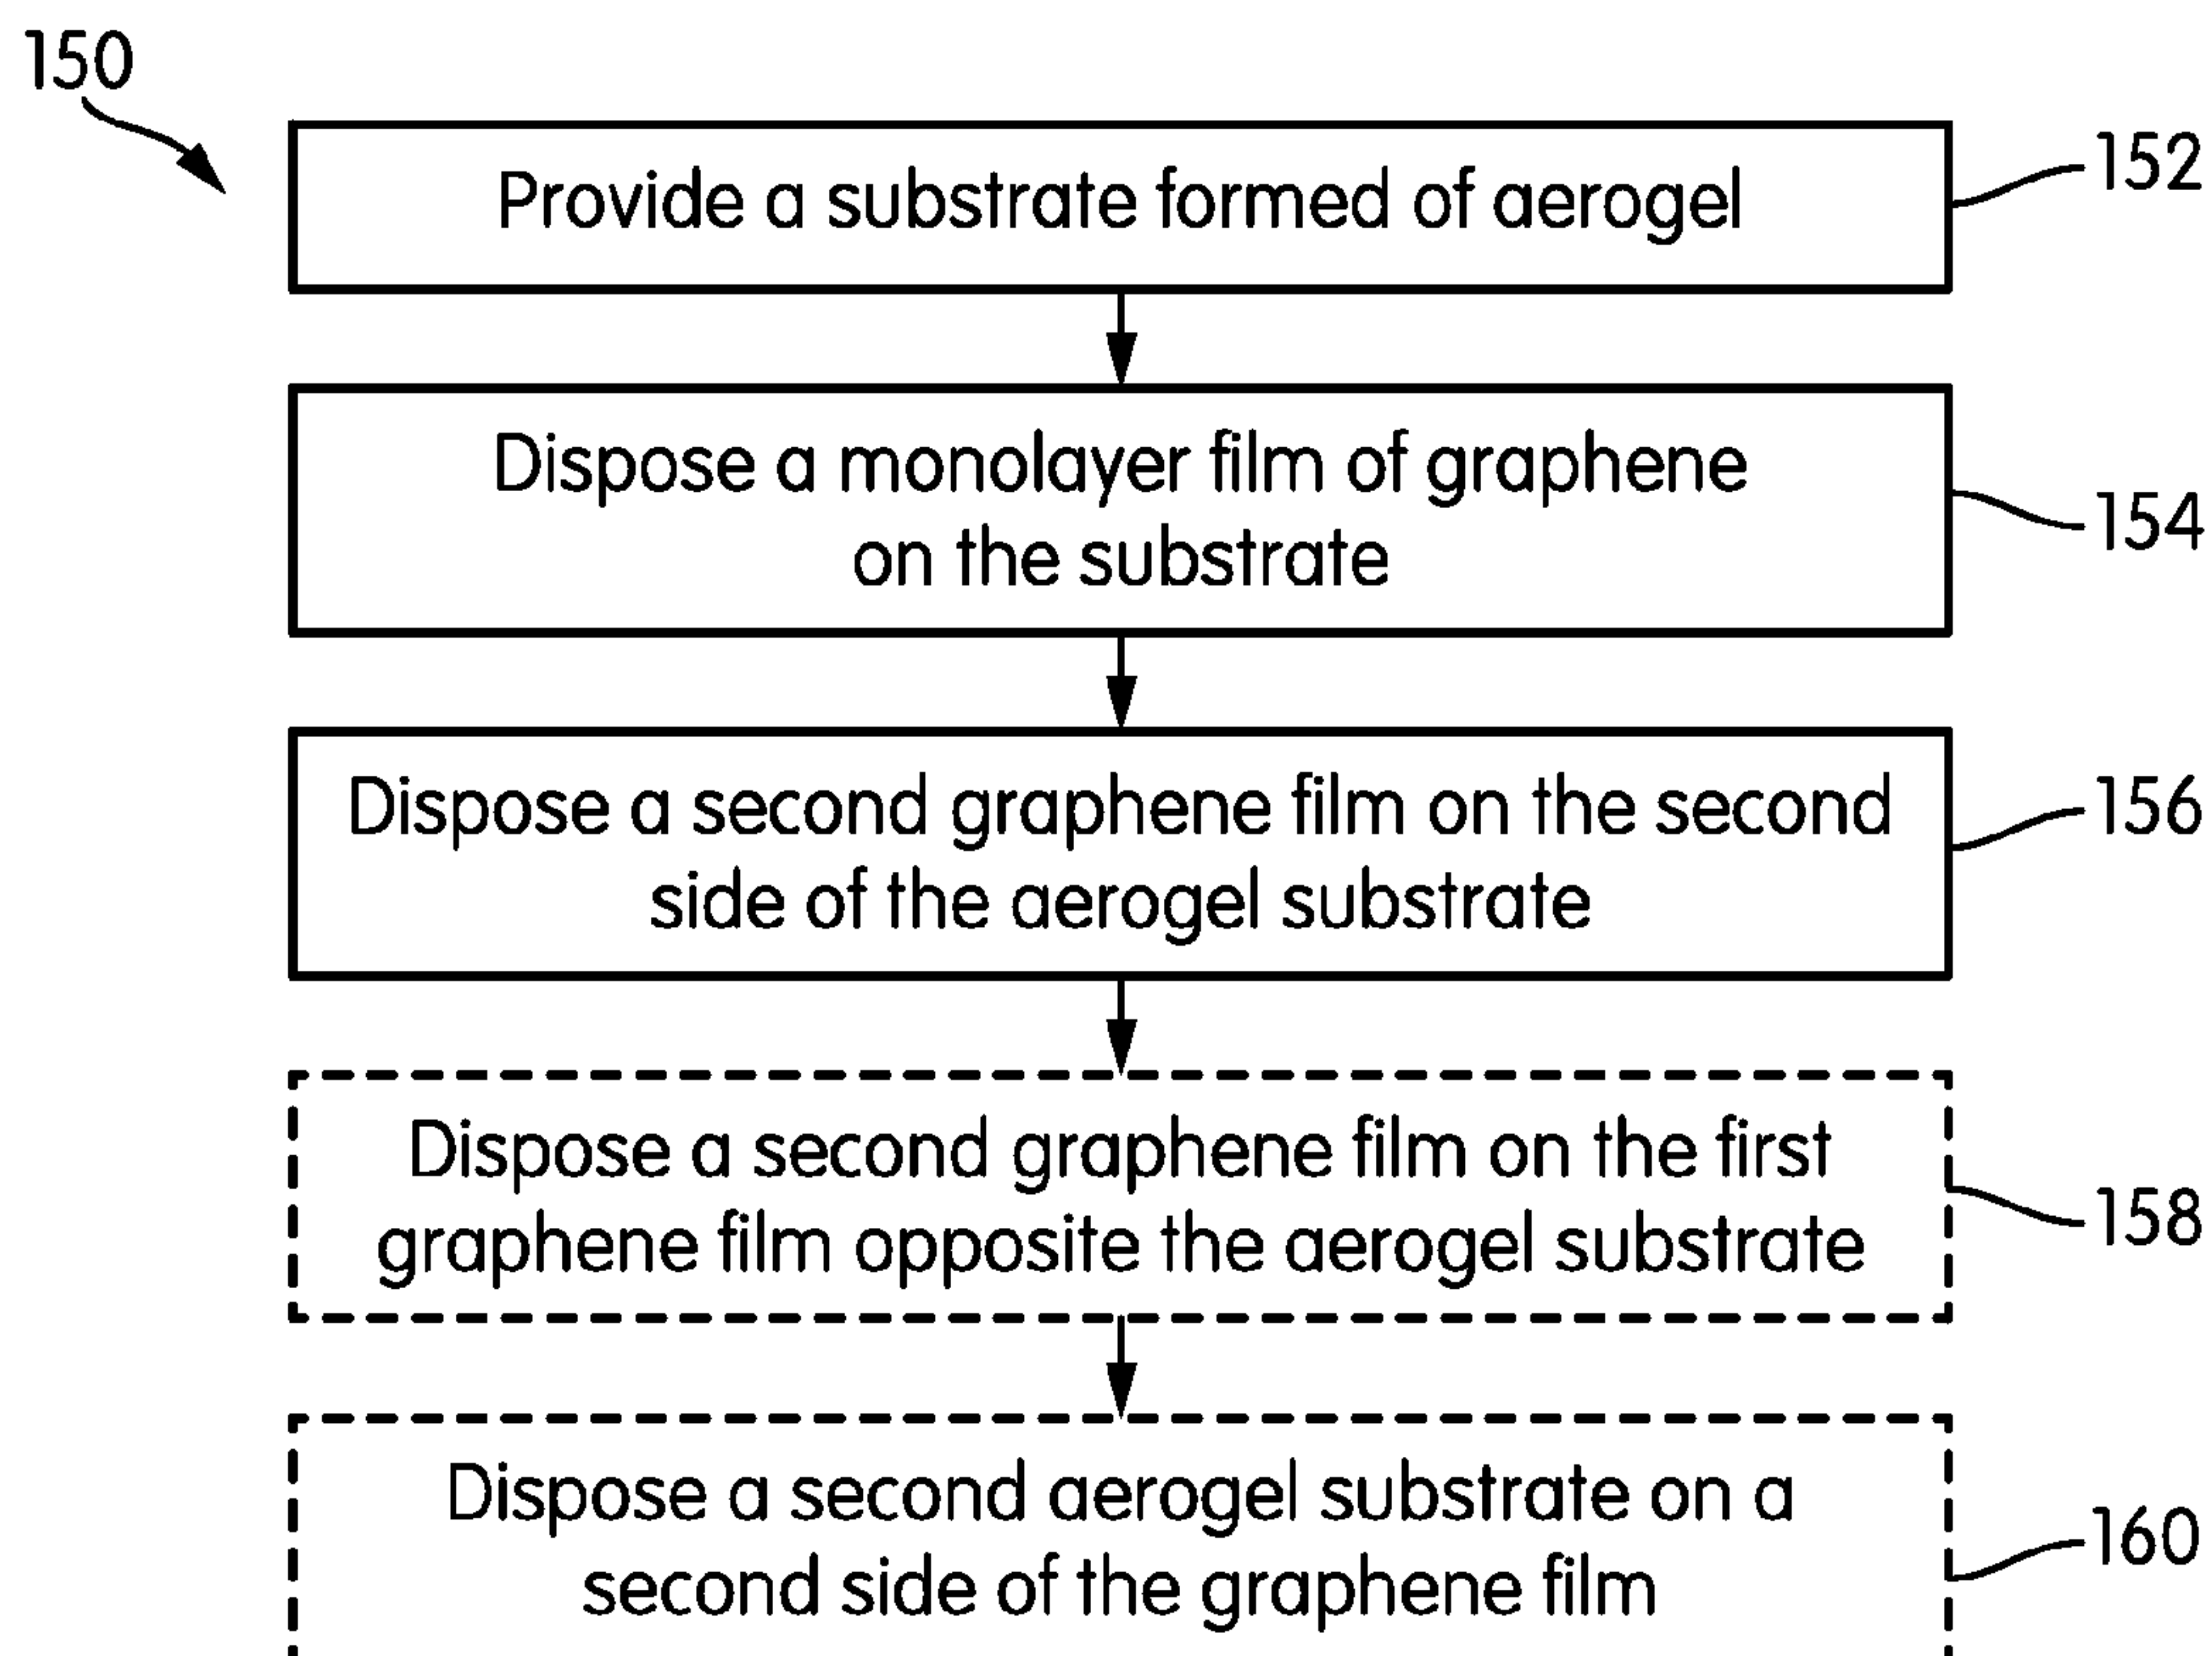 150
Provide a substrate formed of aerogel
152
Dispose a monolayer film of graphene
on the substrate
154
Dispose a second graphene film on the second
side of the aerogel substrate
156
Dispose a second graphene film on the first
graphene film opposite the aerogel substrate
158
Dispose a second aerogel substrate on a
second side of the graphene film
160